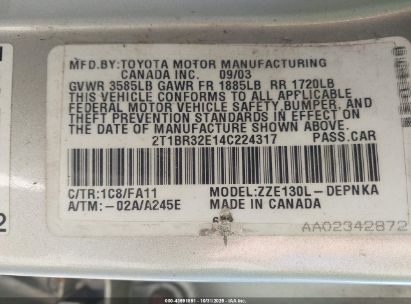 MFD.BY:TOYOTA MOTOR MANUFACTURING
CANADA INC. 09/03
GVWR 3585LB GAWR FR 1885LB RR 1720LB
THIS VEHICLE CONFORMS TO ALL APPLICABLE
FEDERAL MOTOR VEHICLE SAFETY,BUMPER, AND
THEFT PREVENTION STANDARDS IN EFFECT
ON THE DATE OF MANUFACTURE SHOWN ABOVE.
2T1BR32E14C224317 PASS.CAR
C/TR:1C8/FA11 MODEL:ZZE130L-DEPNKA
A/TM:-02A/A245E MADE IN CANADA
AA02342872